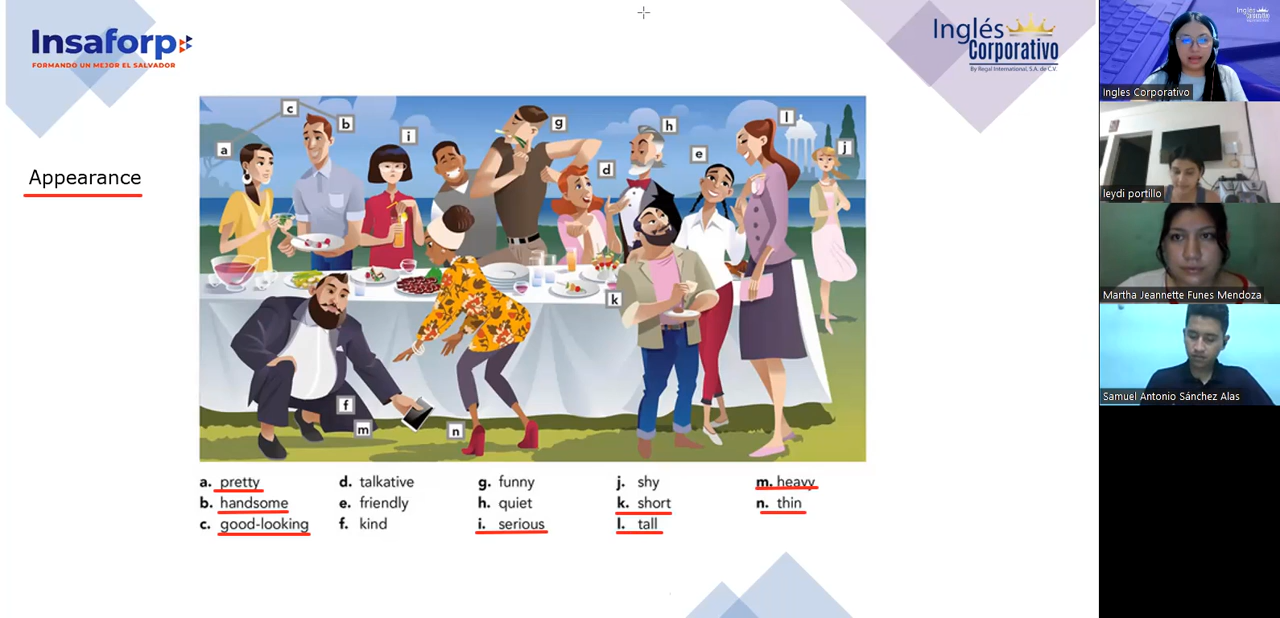 Insaforp
FORMANDO UN MEJOR EL SALVADOR
Inglés
Corporativo
By Regal International, S.A. de C.V.
Appearance
c
b
a
i
g
h
d
e
l
j
k
f
m
n
a. pretty
b. handsome
c. good-looking
d. talkative
e. friendly
f. kind
g. funny
h. quiet
i. serious
j. shy
k. short
l. tall
m. heavy
n. thin
Ingles Corporativo
leydi portillo
Martha Jeannette Funes Mendoza
Samuel Antonio Sánchez Alas